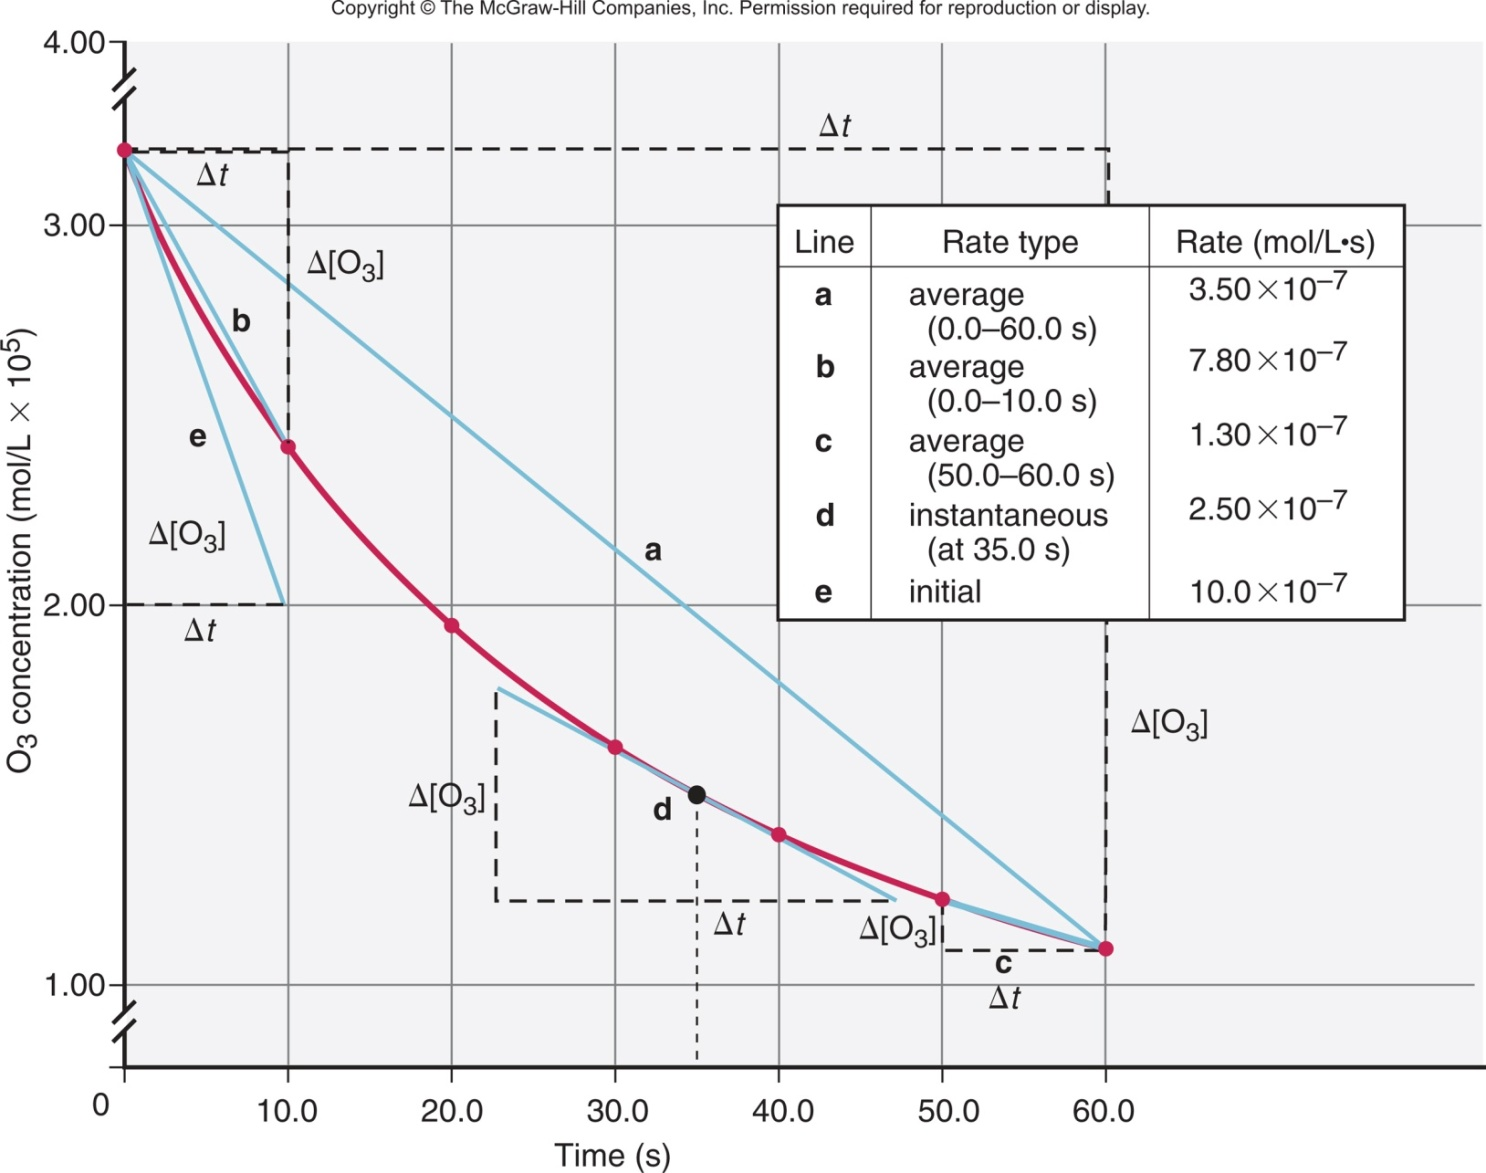 Copyright © The McGraw-Hill Companies, Inc. Permission required for reproduction or display.
4.00
3.00
2.00
1.00
0
O₃ concentration (mol/L × 10⁵)
10.0
20.0
30.0
40.0
50.0
60.0
Time (s)
Δt
Δt
Δ[O₃]
b
e
Δ[O₃]
Δt
a
Δ[O₃]
d
Δt
Δ[O₃]
c
Δt
Δ[O₃]
Line Rate type Rate (mol/L•s)
a average 3.50×10⁻⁷
(0.0–60.0 s)
b average 7.80×10⁻⁷
(0.0–10.0 s)
c average 1.30×10⁻⁷
(50.0–60.0 s)
d instantaneous 2.50×10⁻⁷
(at 35.0 s)
e initial 10.0×10⁻⁷